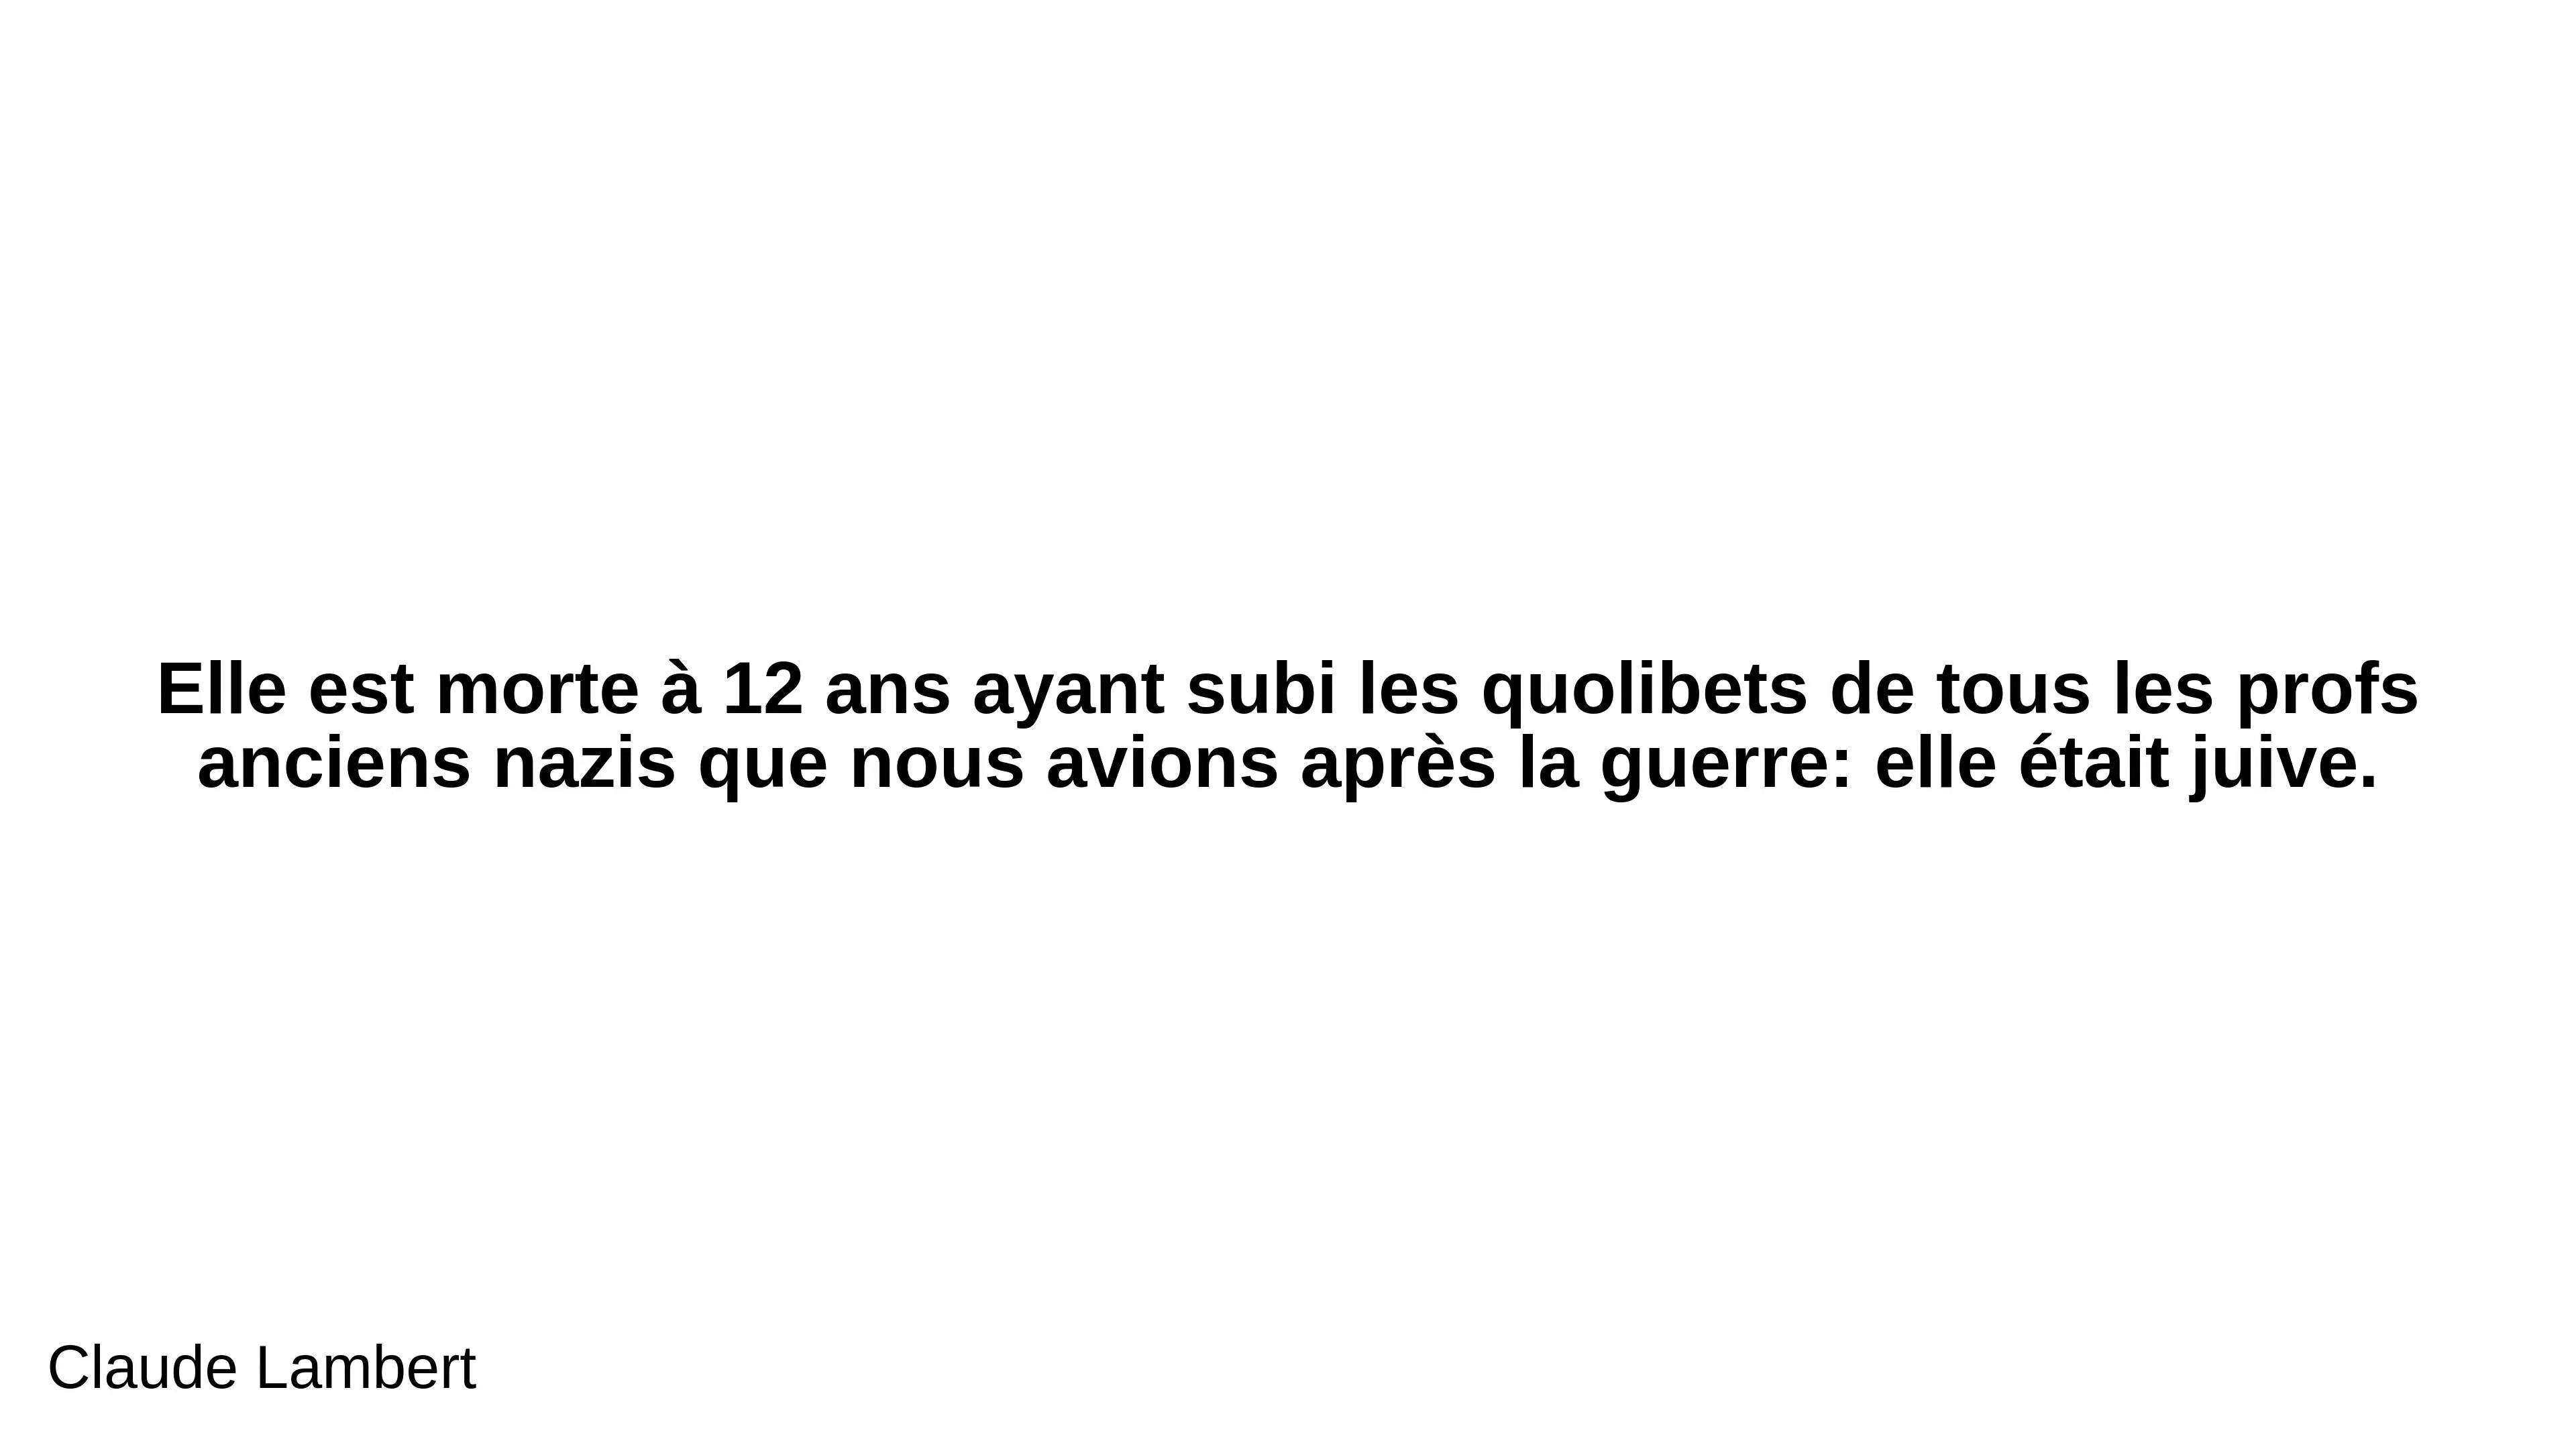 Elle est morte à 12 ans ayant subi les quolibets de tous les profs
anciens nazis que nous avions après la guerre: elle était juive.
Claude Lambert